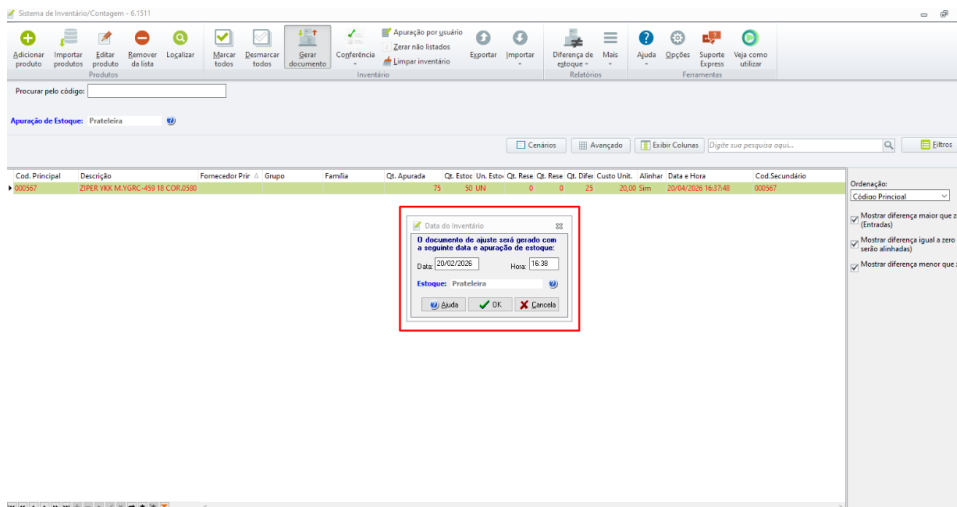 Sistema de Inventário/Contagem - 6.1511
Adicionar produto
Importar produtos
Editar produto
Remover da lista
Localizar
Produtos
Marcar todos
Desmarcar todos
Gerar documento
Conferência
Apuração por usuário
Zerar não listados
Limpar inventário
Exportar
Importar
Inventário
Diferença de estoque
Mais
Relatórios
Ajuda
Opções
Suporte Express
Veja como utilizar
Ferramentas
Procurar pelo código:
Apuração de Estoque: Prateleira
Cenários
Avançado
Exibir Colunas
Digite sua pesquisa aqui...
Filtros
Cod. Principal Descrição Fornecedor Prir Grupo Família Qt. Apurada Qt. Estoc Un. Estoc Qt. Rese Qt. Rese Qt. Difer Custo Unit. Alinhar Data e Hora Cod.Secundário
000567 ZIPER YKK M.YGRC-459 18 COR.0580 75 50 UN 0 0 25 20,00 Sim 20/04/2026 16:37:48 000567
Ordenação:
Código Principal
Mostrar diferença maior que z
(Entradas)
Mostrar diferença igual a zero
serão alinhadas)
Mostrar diferença menor que z
Data do Inventário
O documento de ajuste será gerado com
a seguinte data e apuração de estoque:
Data: 20/02/2026 Hora: 16:38
Estoque: Prateleira
Ajuda OK Cancela